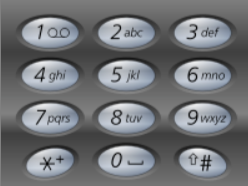 1 2 abc 3 def
4 ghi 5 jkl 6 mno
7 pqrs 8 tuv 9 wxyz
*+ 0 ⇧#